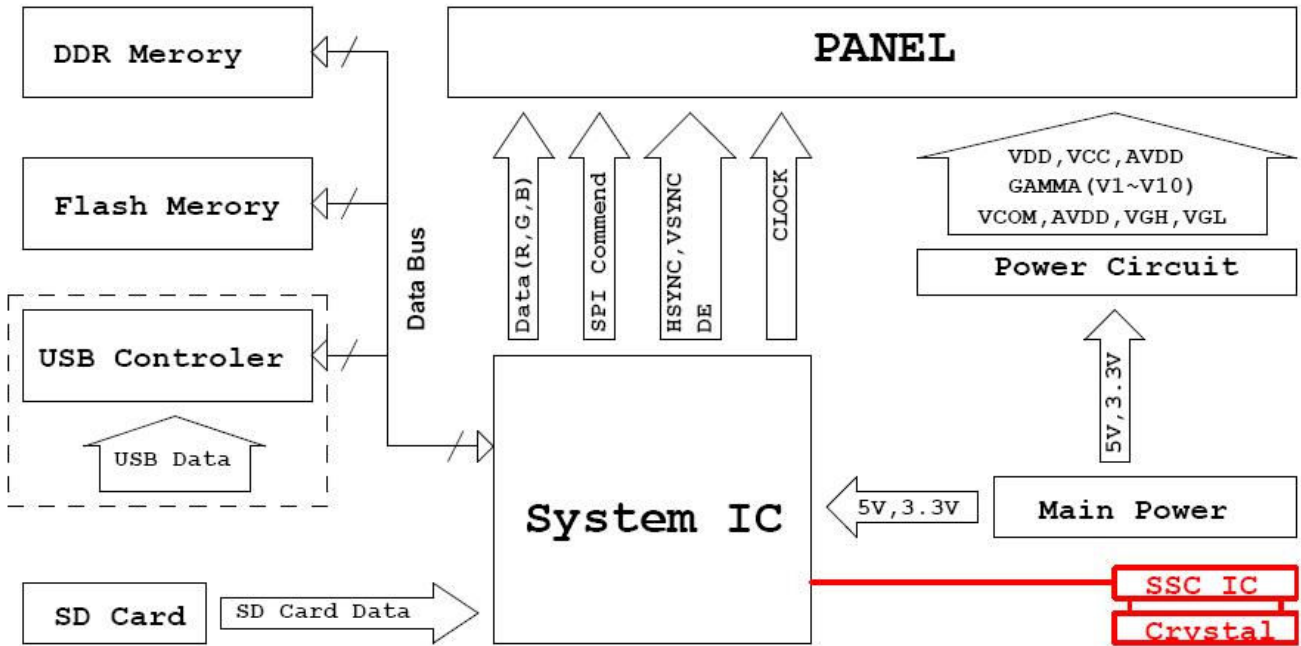 DDR Merory
PANEL
Flash Merory
Data Bus
Data(R,G,B)
SPI Commend
HSYNC,VSYNC
DE
CLOCK
VDD,VCC,AVDD
GAMMA(V1~V10)
VCOM,AVDD,VGH,VGL
Power Circuit
USB Controler
USB Data
5V,3.3V
System IC
5V,3.3V
Main Power
SD Card
SD Card Data
SSC IC
Crystal